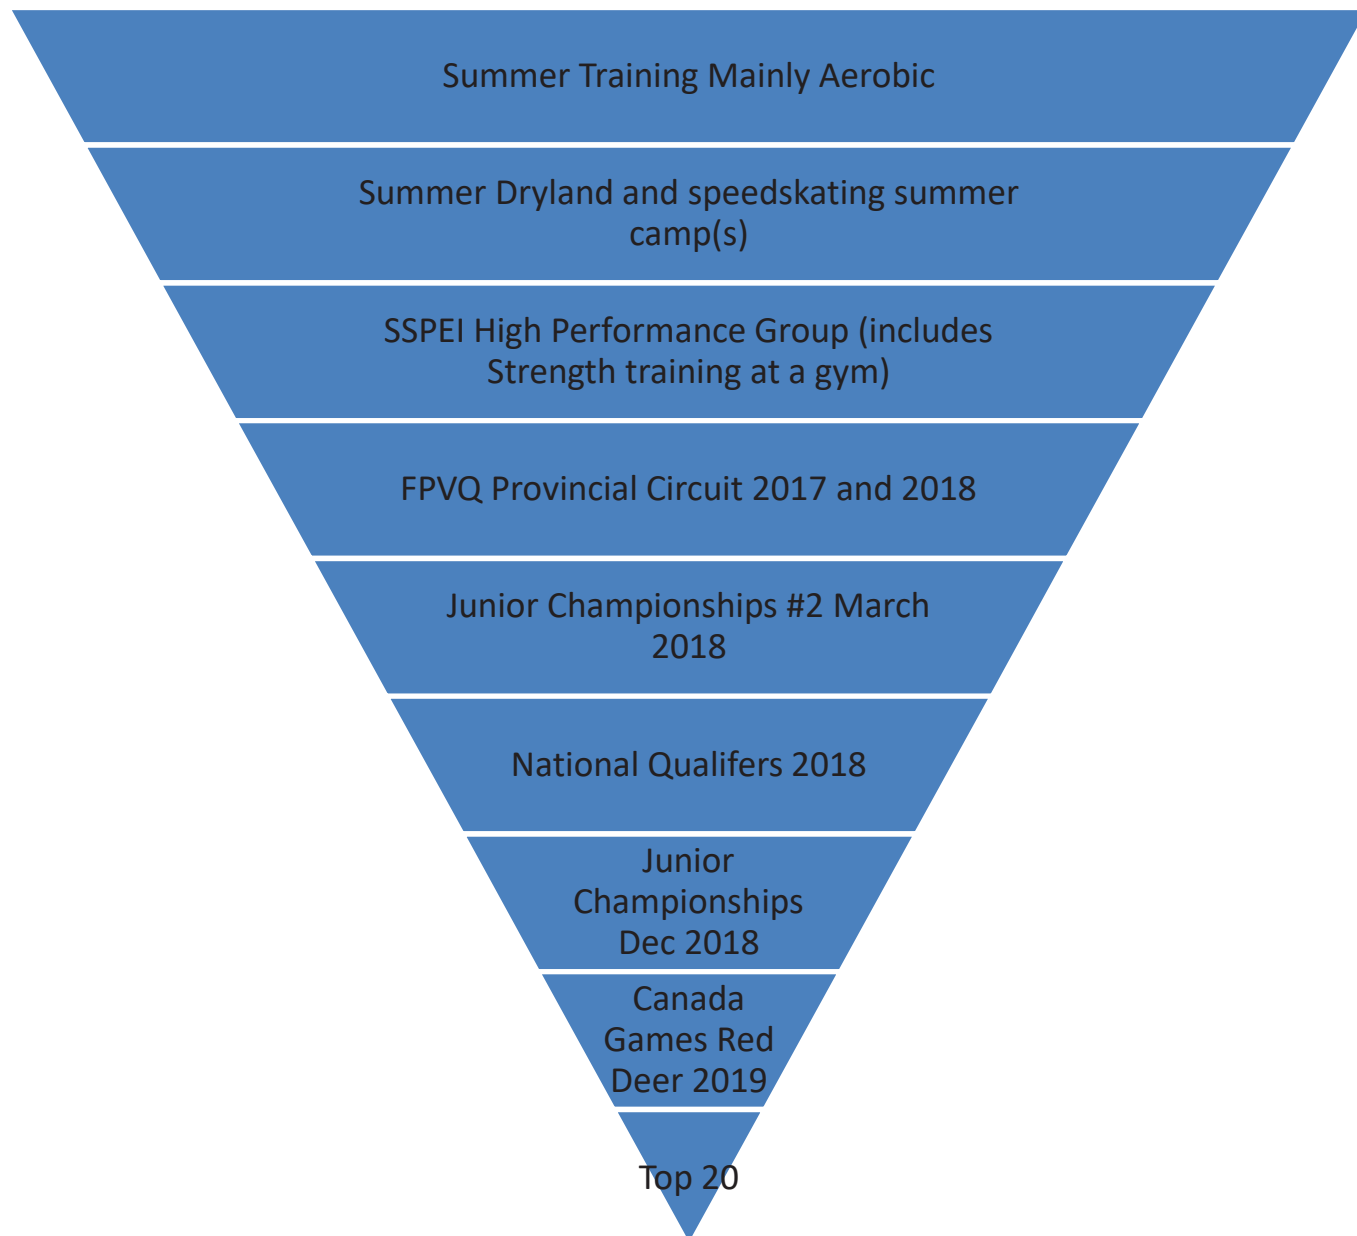 Summer Training Mainly Aerobic
Summer Dryland and speedskating summer
camp(s)
SSPEI High Performance Group (includes
Strength training at a gym)
FPVQ Provincial Circuit 2017 and 2018
Junior Championships #2 March
2018
National Qualifers 2018
Junior
Championships
Dec 2018
Canada
Games Red
Deer 2019
Top 20